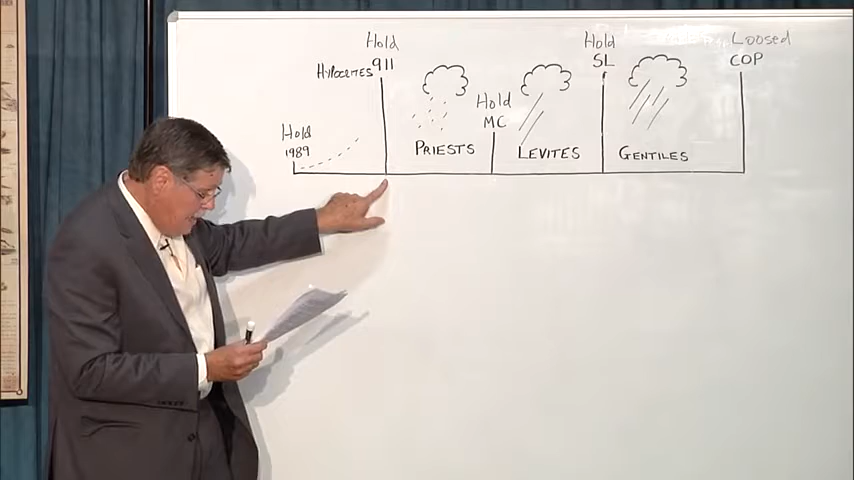 Hold
1989
Hold
HYPOCRITES 911
PRIESTS
Hold
MC
LEVITES
Hold
SL
GENTILES
Loosed
COP